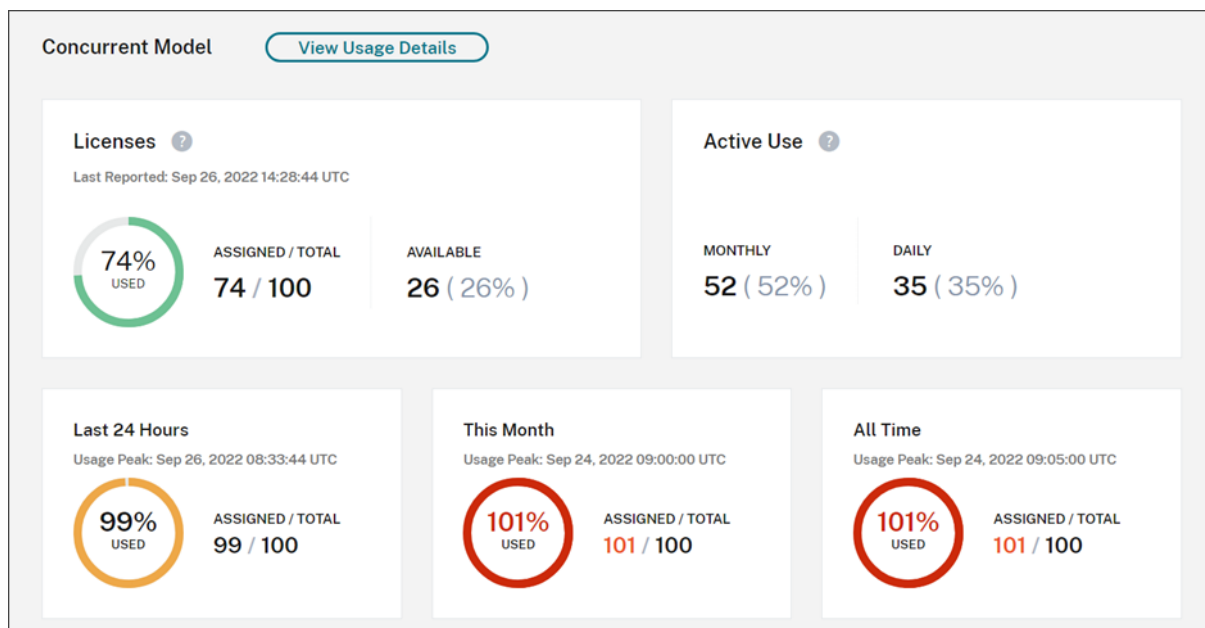 Concurrent Model
View Usage Details
Licenses ?
Last Reported: Sep 26, 2022 14:28:44 UTC
74%
USED
ASSIGNED / TOTAL
74 / 100
AVAILABLE
26 ( 26% )
Active Use ?
MONTHLY
52 ( 52% )
DAILY
35 ( 35% )
Last 24 Hours
Usage Peak: Sep 26, 2022 08:33:44 UTC
99%
USED
ASSIGNED / TOTAL
99 / 100
This Month
Usage Peak: Sep 24, 2022 09:00:00 UTC
101%
USED
ASSIGNED / TOTAL
101 / 100
All Time
Usage Peak: Sep 24, 2022 09:05:00 UTC
101%
USED
ASSIGNED / TOTAL
101 / 100